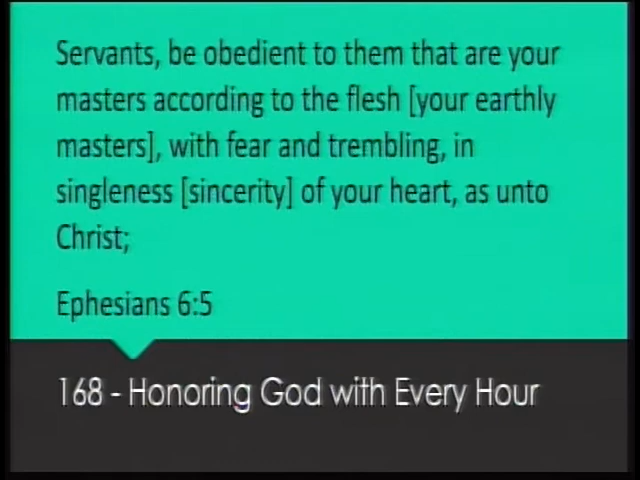 Servants, be obedient to them that are your
masters according to the flesh [your earthly
masters], with fear and trembling, in
singleness [sincerity] of your heart, as unto
Christ;
Ephesians 6:5
168 - Honoring God with Every Hour